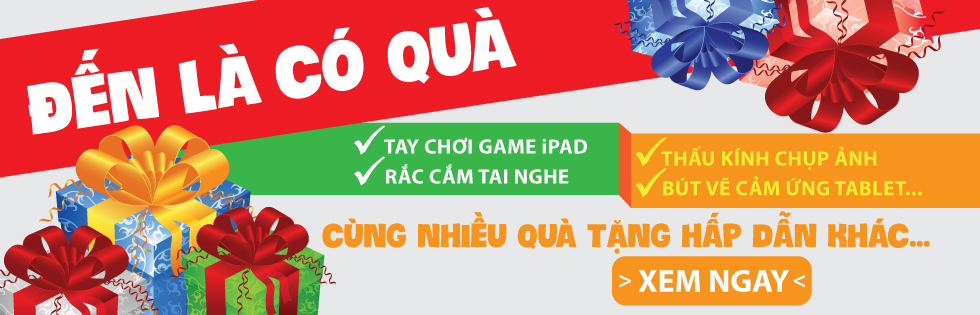 ĐẾN LÀ CÓ QUÀ
TAY CHƠI GAME iPAD
RẮC CẮM TAI NGHE
THẤU KÍNH CHỤP ẢNH
BÚT VẼ CẢM ỨNG TABLET...
CÙNG NHIỀU QUÀ TẶNG HẤP DẪN KHÁC...
> XEM NGAY <